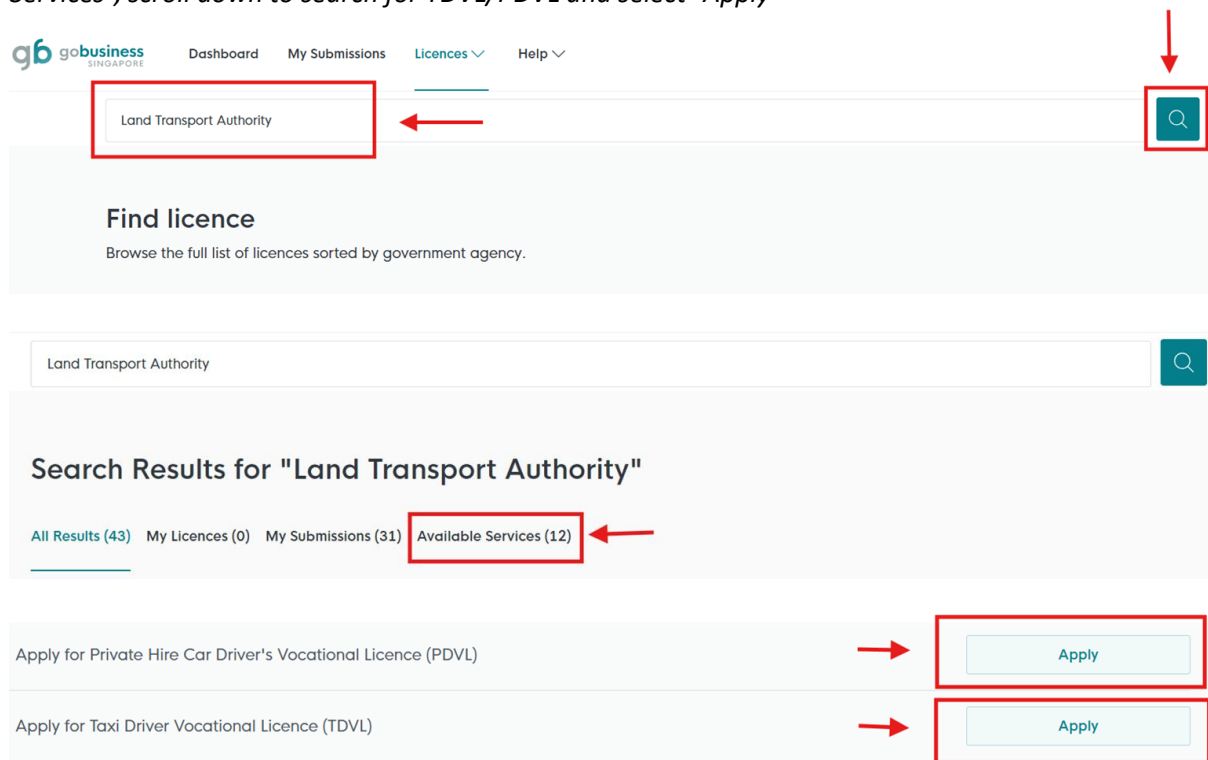 Services", scroll down to search for TDVL/PDVL and select "Apply"
gobusiness
SINGAPORE
Dashboard My Submissions Licences Help
Land Transport Authority
Find licence
Browse the full list of licences sorted by government agency.
Land Transport Authority
Search Results for "Land Transport Authority"
All Results (43) My Licences (0) My Submissions (31) Available Services (12)
Apply for Private Hire Car Driver's Vocational Licence (PDVL) Apply
Apply for Taxi Driver Vocational Licence (TDVL) Apply